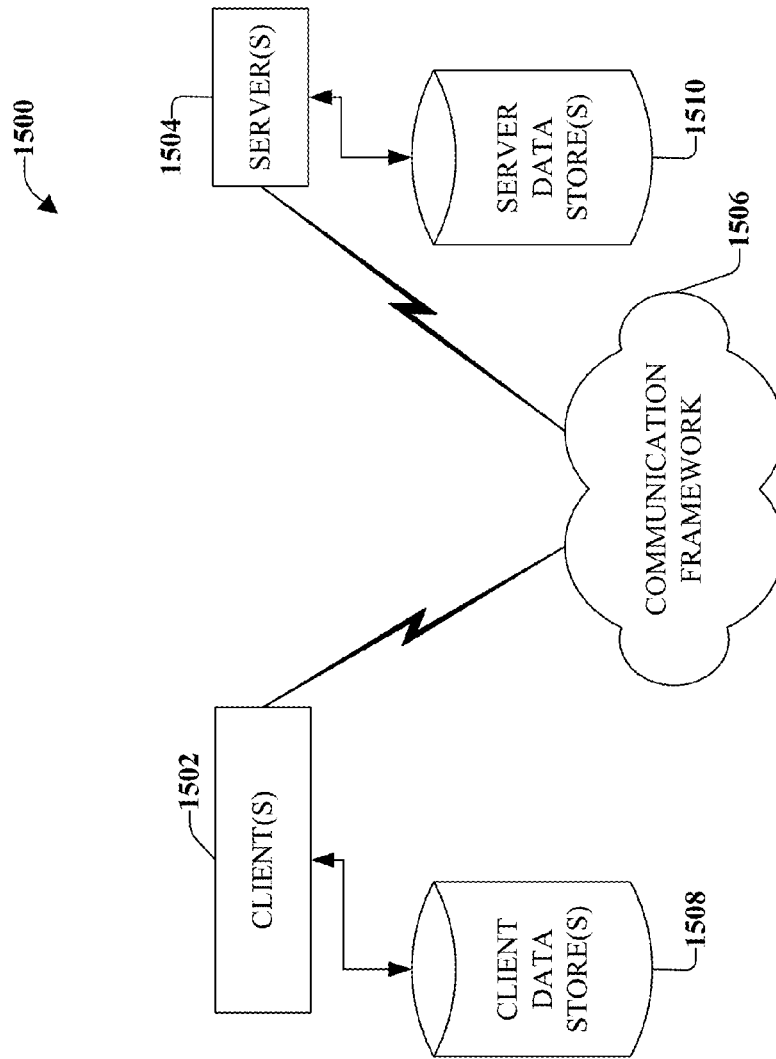 1500
1502
1504
CLIENT(S)
SERVER(S)
CLIENT
DATA
STORE(S)
SERVER
DATA
STORE(S)
1508
1510
COMMUNICATION
FRAMEWORK
1506